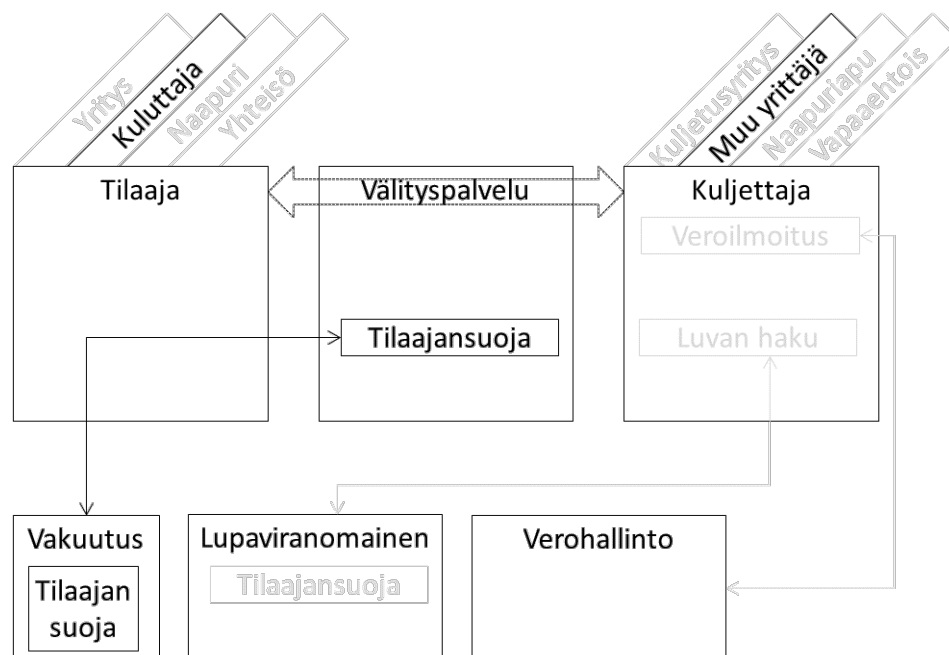 Yritys
Kuluttaja
Naapuri
Yhteisö
Kuljetusyritys
Muu yrittäjä
Naapuriapu
Vapaaehtois
Tilaaja
Välityspalvelu
Kuljettaja
Veroilmoitus
Tilaajansuoja
Luvan haku
Vakuutus
Tilaajan
suoja
Lupaviranomainen
Tilaajansuoja
Verohallinto